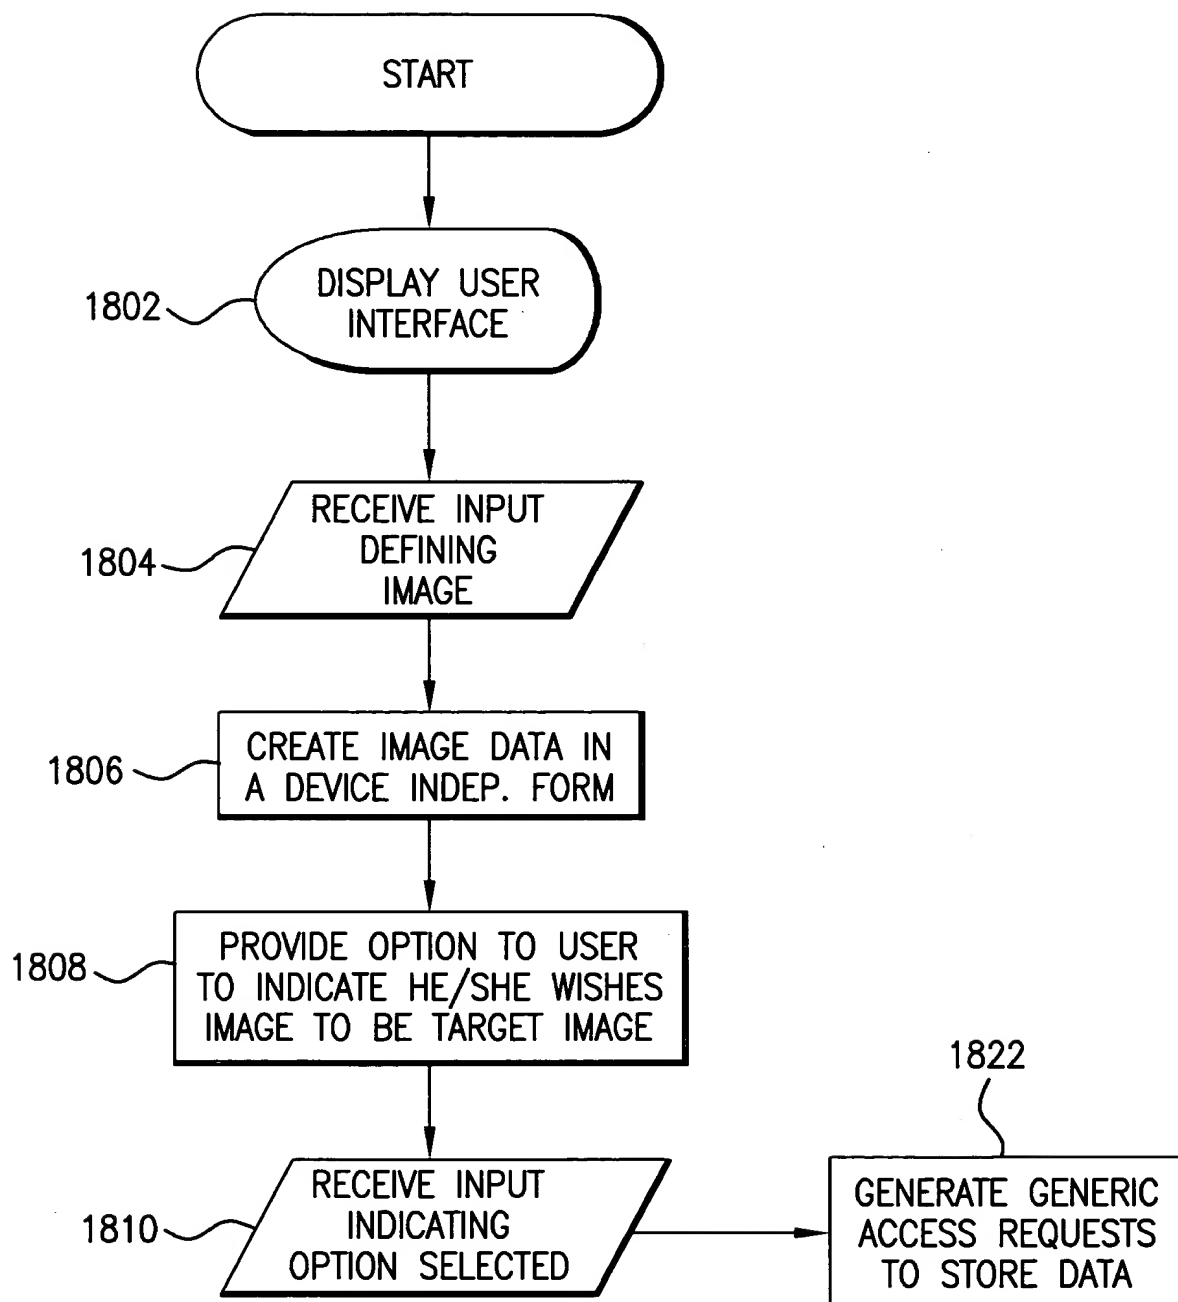 START
1802
DISPLAY USER
INTERFACE
1804
RECEIVE INPUT
DEFINING
IMAGE
1806
CREATE IMAGE DATA IN
A DEVICE INDEP. FORM
1808
PROVIDE OPTION TO USER
TO INDICATE HE/SHE WISHES
IMAGE TO BE TARGET IMAGE
1810
RECEIVE INPUT
INDICATING
OPTION SELECTED
1822
GENERATE GENERIC
ACCESS REQUESTS
TO STORE DATA